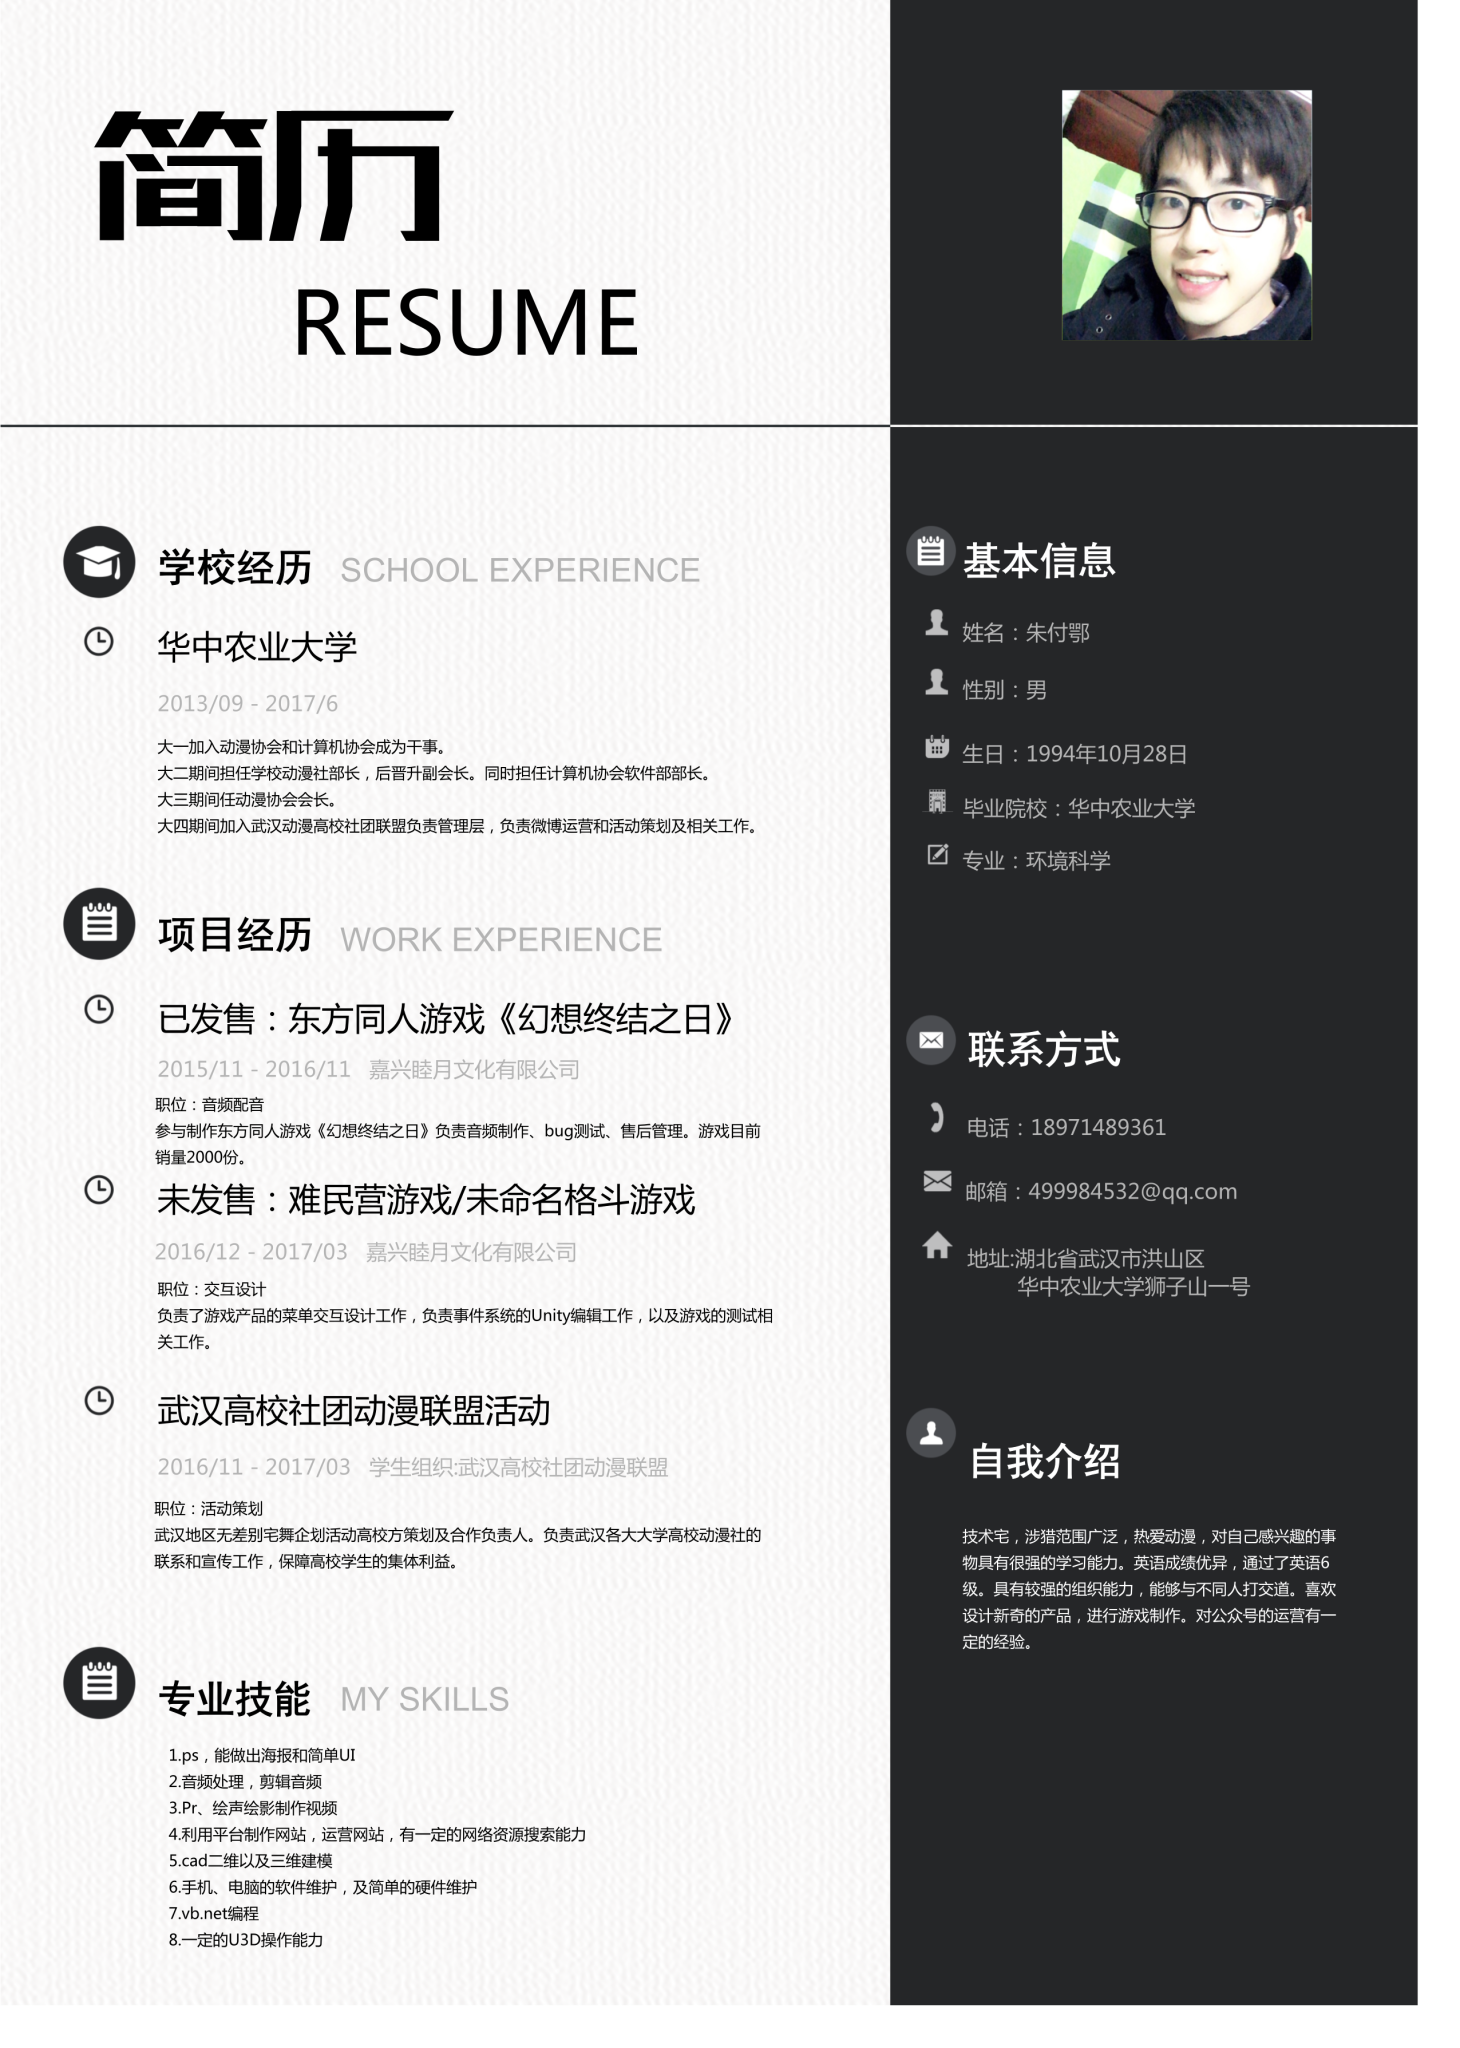 简历
RESUME
学校经历 SCHOOL EXPERIENCE
华中农业大学
2013/09 - 2017/6
大一加入动漫协会和计算机协会成为干事。
大二期间担任学校动漫社部长，后晋升副会长。同时担任计算机协会软件部部长。
大三期间任动漫协会会长。
大四期间加入武汉动漫高校社团联盟负责管理层，负责微博运营和活动策划及相关工作。
项目经历 WORK EXPERIENCE
已发售：东方同人游戏《幻想终结之日》
2015/11 - 2016/11 嘉兴睦月文化有限公司
职位：音频配音
参与制作东方同人游戏《幻想终结之日》负责音频制作、bug测试、售后管理。游戏目前
销量2000份。
未发售：难民营游戏/未命名格斗游戏
2016/12 - 2017/03 嘉兴睦月文化有限公司
职位：交互设计
负责了游戏产品的菜单交互设计工作，负责事件系统的Unity编辑工作，以及游戏的测试相
关工作。
武汉高校社团动漫联盟活动
2016/11 - 2017/03 学生组织:武汉高校社团动漫联盟
职位：活动策划
武汉地区无差别宅舞企划活动高校方策划及合作负责人。负责武汉各大大学高校动漫社的
联系和宣传工作，保障高校学生的集体利益。
专业技能 MY SKILLS
1.ps，能做出海报和简单UI
2.音频处理，剪辑音频
3.Pr、绘声绘影制作视频
4.利用平台制作网站，运营网站，有一定的网络资源搜索能力
5.cad二维以及三维建模
6.手机、电脑的软件维护，及简单的硬件维护
7.vb.net编程
8.一定的U3D操作能力
基本信息
姓名：朱付鄂
性别：男
生日：1994年10月28日
毕业院校：华中农业大学
专业：环境科学
联系方式
电话：18971489361
邮箱：499984532@qq.com
地址:湖北省武汉市洪山区
华中农业大学狮子山一号
自我介绍
技术宅，涉猎范围广泛，热爱动漫，对自己感兴趣的事
物具有很强的学习能力。英语成绩优异，通过了英语6
级。具有较强的组织能力，能够与不同人打交道。喜欢
设计新奇的产品，进行游戏制作。对公众号的运营有一
定的经验。